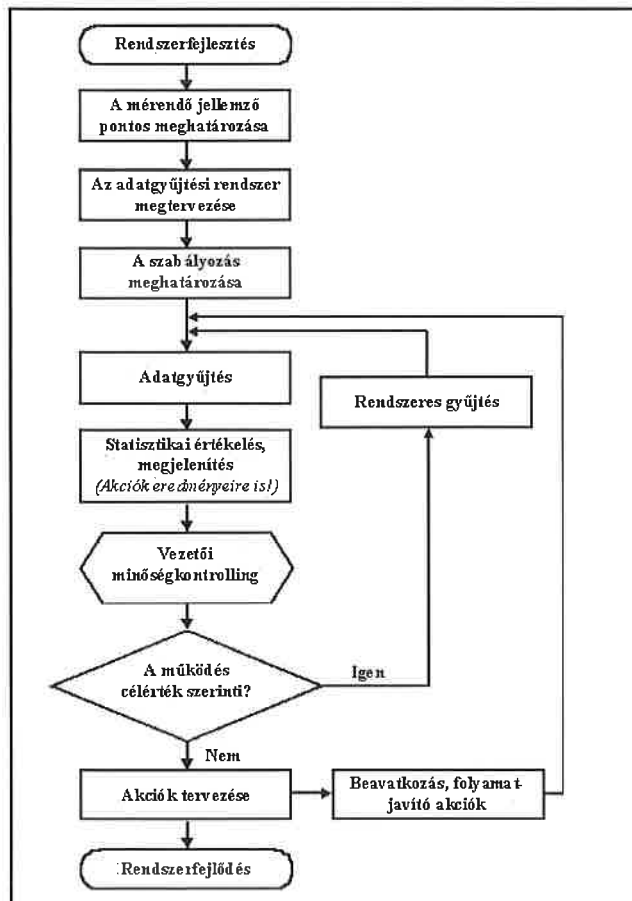 Rendszerfejlesztés
A mérendő jellemző
pontos meghatározása
Az adatgyűjtési rendszer
megtervezése
A szabályozás
meghatározása
Adatgyűjtés
Rendszeres gyűjtés
Statisztikai értékelés,
megjelenítés
(Akciók eredményeire is!)
Vezetői
minőségkontrolling
A működés
célérték szerinti?
Igen
Nem
Akciók tervezése
Beavatkozás, folyamat-
javító akciók
Rendszerfejlődés